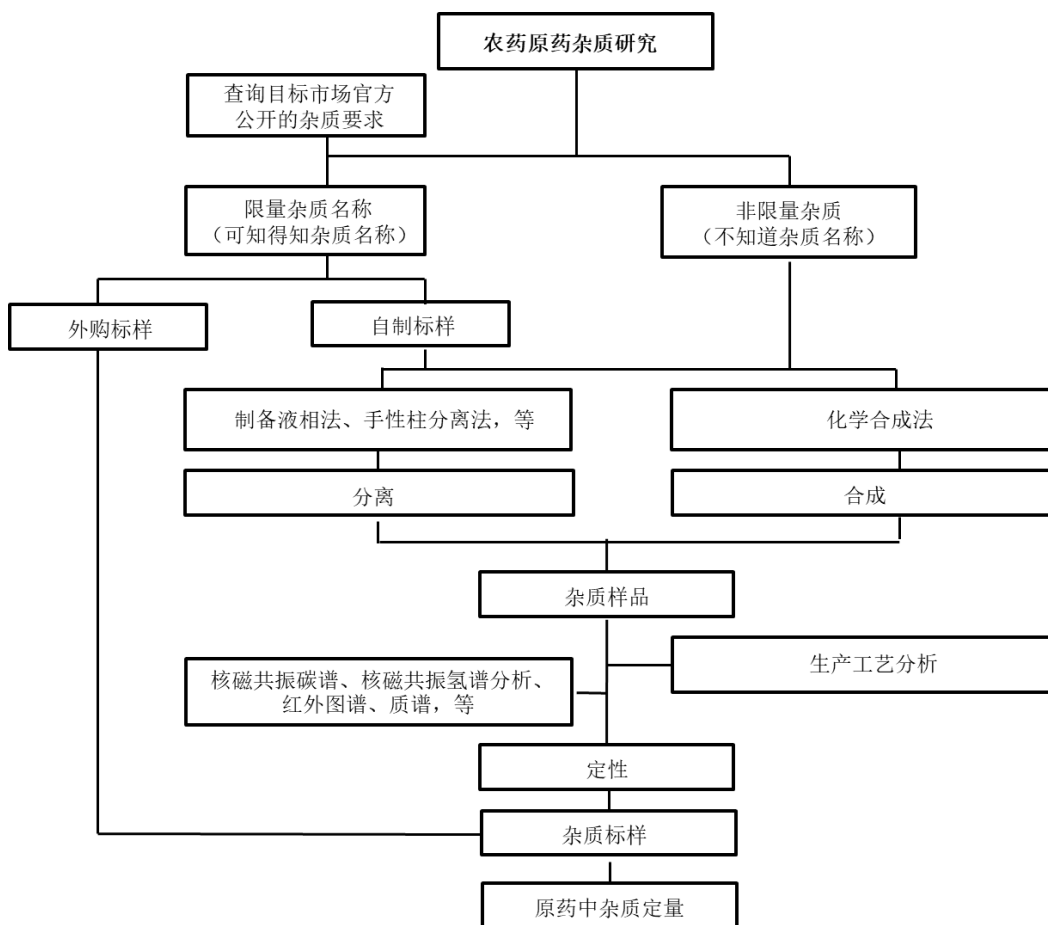 农药原药杂质研究
查询目标市场官方
公开的杂质要求
限量杂质名称
（可知得知杂质名称）
非限量杂质
（不知道杂质名称）
外购标样
自制标样
制备液相法、手性柱分离法，等
化学合成法
分离
合成
杂质样品
生产工艺分析
核磁共振碳谱、核磁共振氢谱分析、
红外图谱、质谱，等
定性
杂质标样
原药中杂质定量